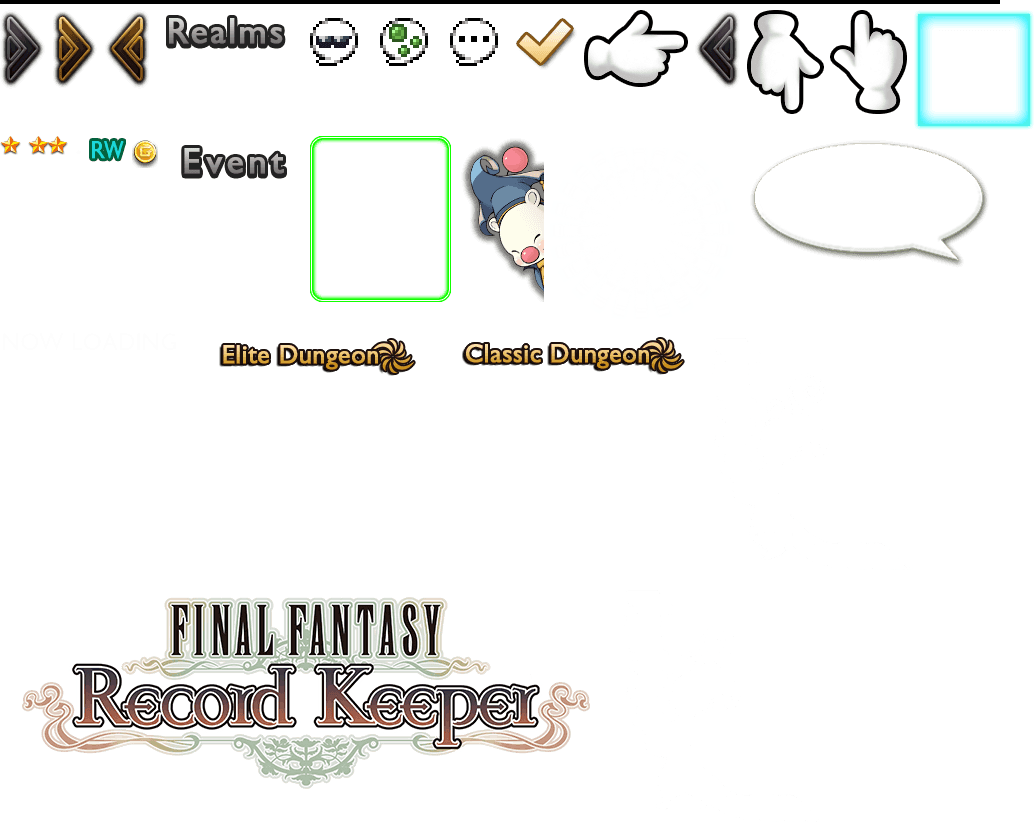 Realms
RW G
Event
Elite Dungeon
Classic Dungeon
FINAL FANTASY
Record Keeper